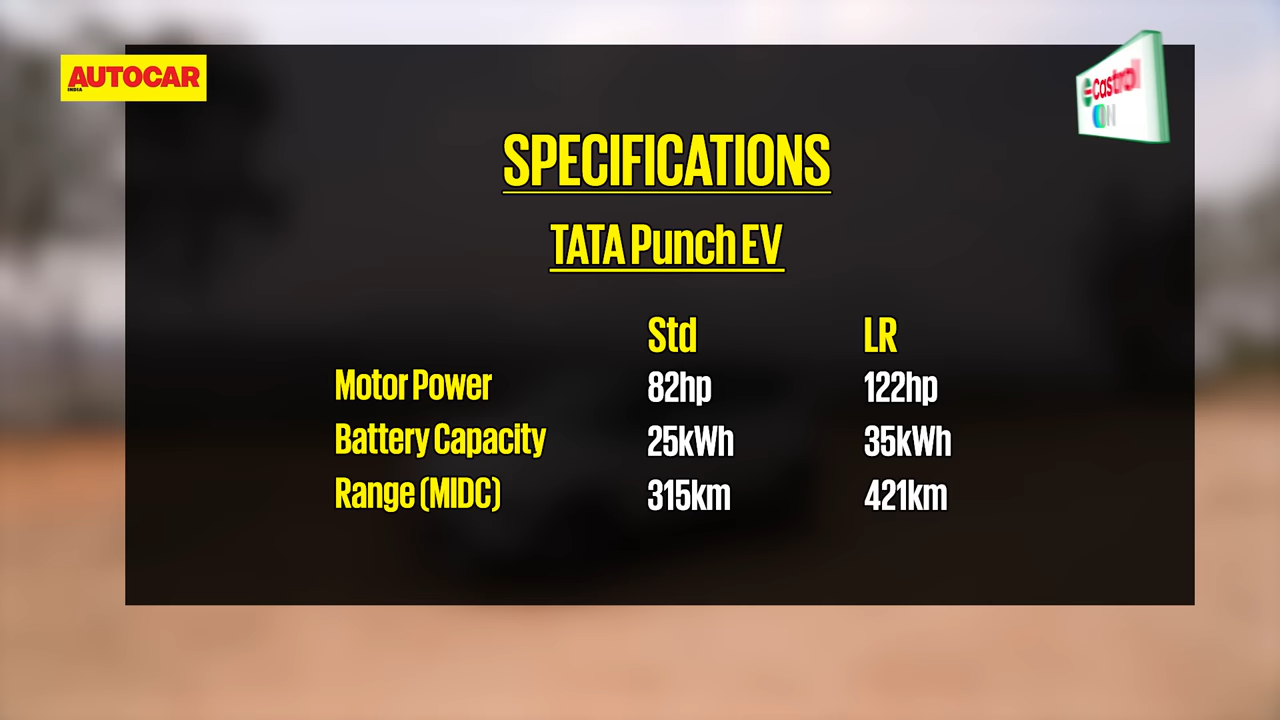 AUTOCAR
INDIA
Castrol
ON
SPECIFICATIONS
TATA Punch EV
Std LR
Motor Power 82hp 122hp
Battery Capacity 25kWh 35kWh
Range (MIDC) 315km 421km